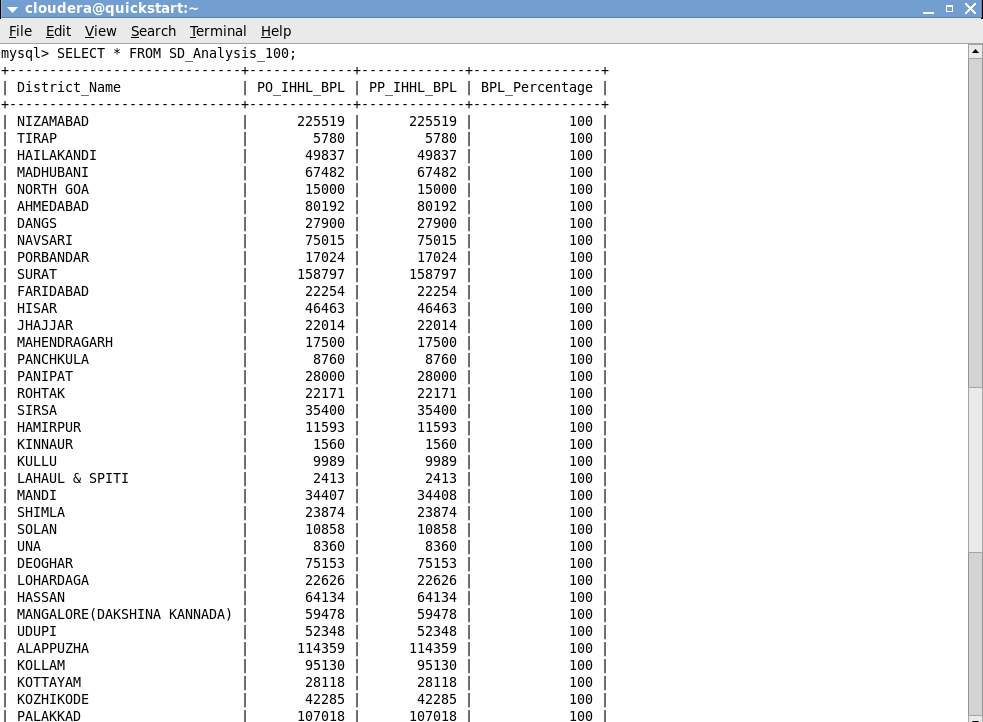 cloudera@quickstart:~
File Edit View Search Terminal Help
mysql> SELECT * FROM SD_Analysis_100;
+-----------------------------+-------------+-------------+----------------+
| District_Name               | PO_IHHL_BPL | PP_IHHL_BPL | BPL_Percentage |
+-----------------------------+-------------+-------------+----------------+
| NIZAMABAD                   |      225519 |      225519 |            100 |
| TIRAP                       |        5780 |        5780 |            100 |
| HAILAKANDI                  |       49837 |       49837 |            100 |
| MADHUBANI                   |       67482 |       67482 |            100 |
| NORTH GOA                   |       15000 |       15000 |            100 |
| AHMEDABAD                   |       80192 |       80192 |            100 |
| DANGS                       |       27900 |       27900 |            100 |
| NAVSARI                     |       75015 |       75015 |            100 |
| PORBANDAR                   |       17024 |       17024 |            100 |
| SURAT                       |      158797 |      158797 |            100 |
| FARIDABAD                   |       22254 |       22254 |            100 |
| HISAR                       |       46463 |       46463 |            100 |
| JHAJJAR                     |       22014 |       22014 |            100 |
| MAHENDRAGARH                |       17500 |       17500 |            100 |
| PANCHKULA                   |        8760 |        8760 |            100 |
| PANIPAT                     |       28000 |       28000 |            100 |
| ROHTAK                      |       22171 |       22171 |            100 |
| SIRSA                       |       35400 |       35400 |            100 |
| HAMIRPUR                    |       11593 |       11593 |            100 |
| KINNAUR                     |        1560 |        1560 |            100 |
| KULLU                       |        9989 |        9989 |            100 |
| LAHAUL & SPITI              |        2413 |        2413 |            100 |
| MANDI                       |       34407 |       34408 |            100 |
| SHIMLA                      |       23874 |       23874 |            100 |
| SOLAN                       |       10858 |       10858 |            100 |
| UNA                         |        8360 |        8360 |            100 |
| DEOGHAR                     |       75153 |       75153 |            100 |
| LOHARDAGA                   |       22626 |       22626 |            100 |
| HASSAN                      |       64134 |       64134 |            100 |
| MANGALORE(DAKSHINA KANNADA) |       59478 |       59478 |            100 |
| UDUPI                       |       52348 |       52348 |            100 |
| ALAPPUZHA                   |      114359 |      114359 |            100 |
| KOLLAM                      |       95130 |       95130 |            100 |
| KOTTAYAM                    |       28118 |       28118 |            100 |
| KOZHIKODE                   |       42285 |       42285 |            100 |
| PALAKKAD                    |      107018 |      107018 |            100 |